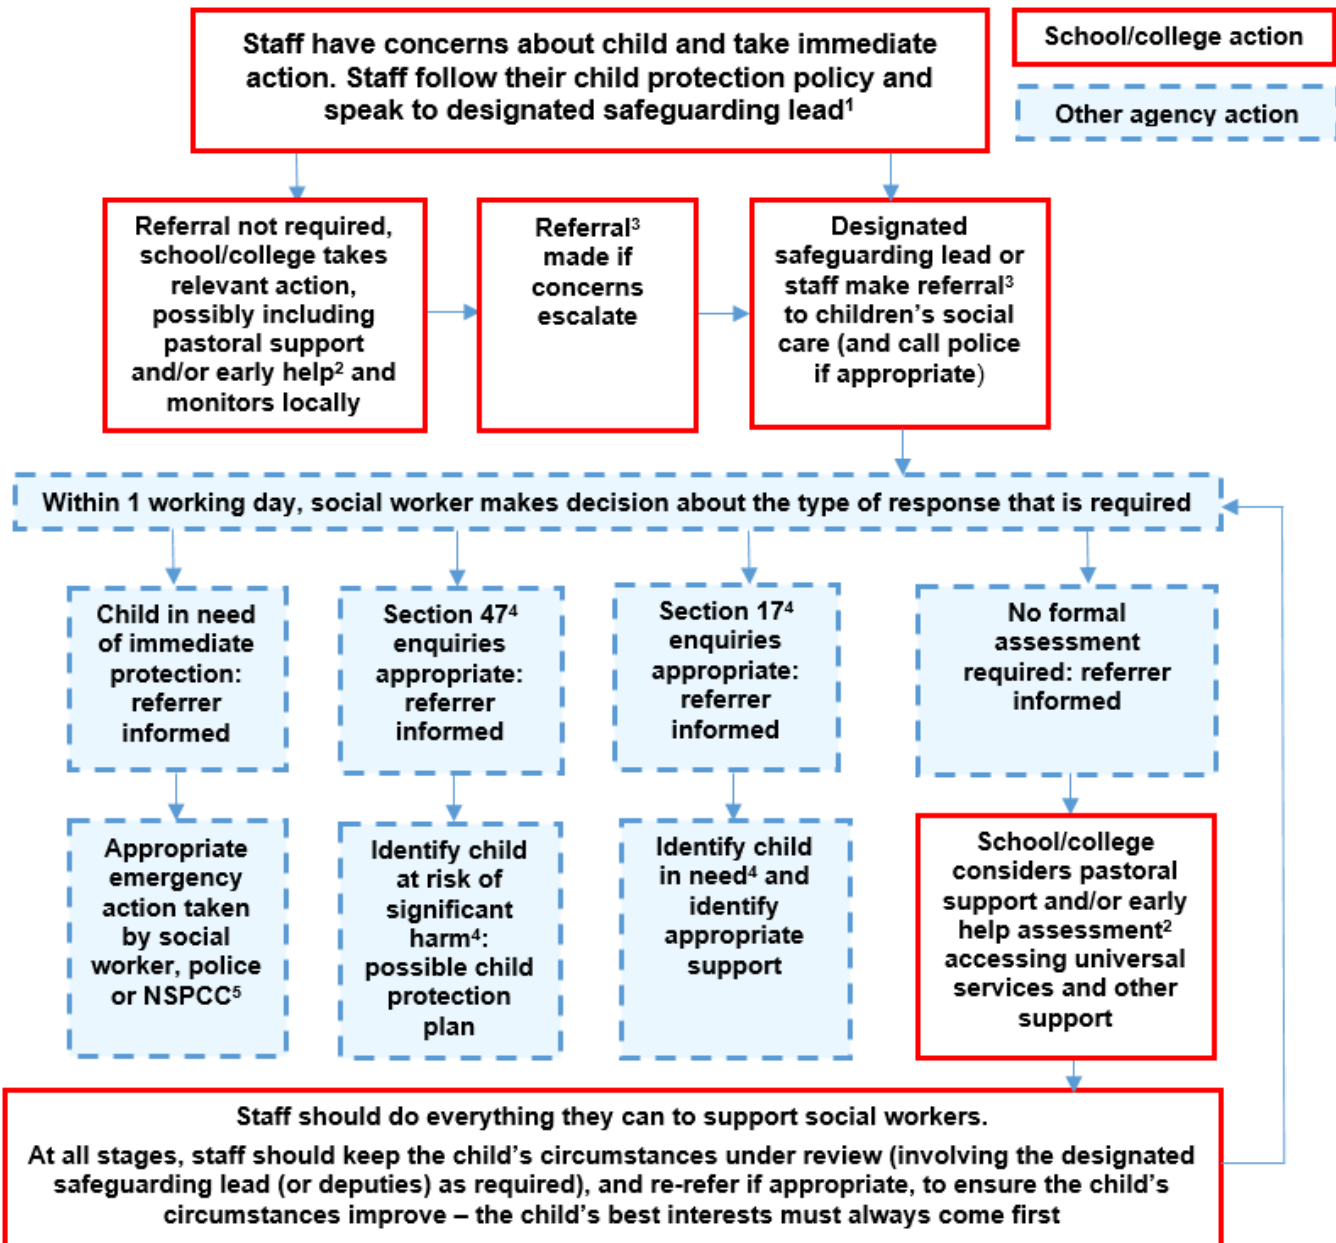 Staff have concerns about child and take immediate
action. Staff follow their child protection policy and
speak to designated safeguarding lead¹
School/college action
Other agency action
Referral not required,
school/college takes
relevant action,
possibly including
pastoral support
and/or early help² and
monitors locally
Referral³
made if
concerns
escalate
Designated
safeguarding lead or
staff make referral³
to children’s social
care (and call police
if appropriate)
Within 1 working day, social worker makes decision about the type of response that is required
Child in need
of immediate
protection:
referrer
informed
Section 47⁴
enquiries
appropriate:
referrer
informed
Section 17⁴
enquiries
appropriate:
referrer
informed
No formal
assessment
required: referrer
informed
Appropriate
emergency
action taken
by social
worker, police
or NSPCC⁵
Identify child
at risk of
significant
harm⁴:
possible child
protection
plan
Identify child
in need⁴ and
identify
appropriate
support
School/college
considers pastoral
support and/or early
help assessment²
accessing universal
services and other
support
Staff should do everything they can to support social workers.
At all stages, staff should keep the child’s circumstances under review (involving the designated
safeguarding lead (or deputies) as required), and re-refer if appropriate, to ensure the child’s
circumstances improve – the child’s best interests must always come first